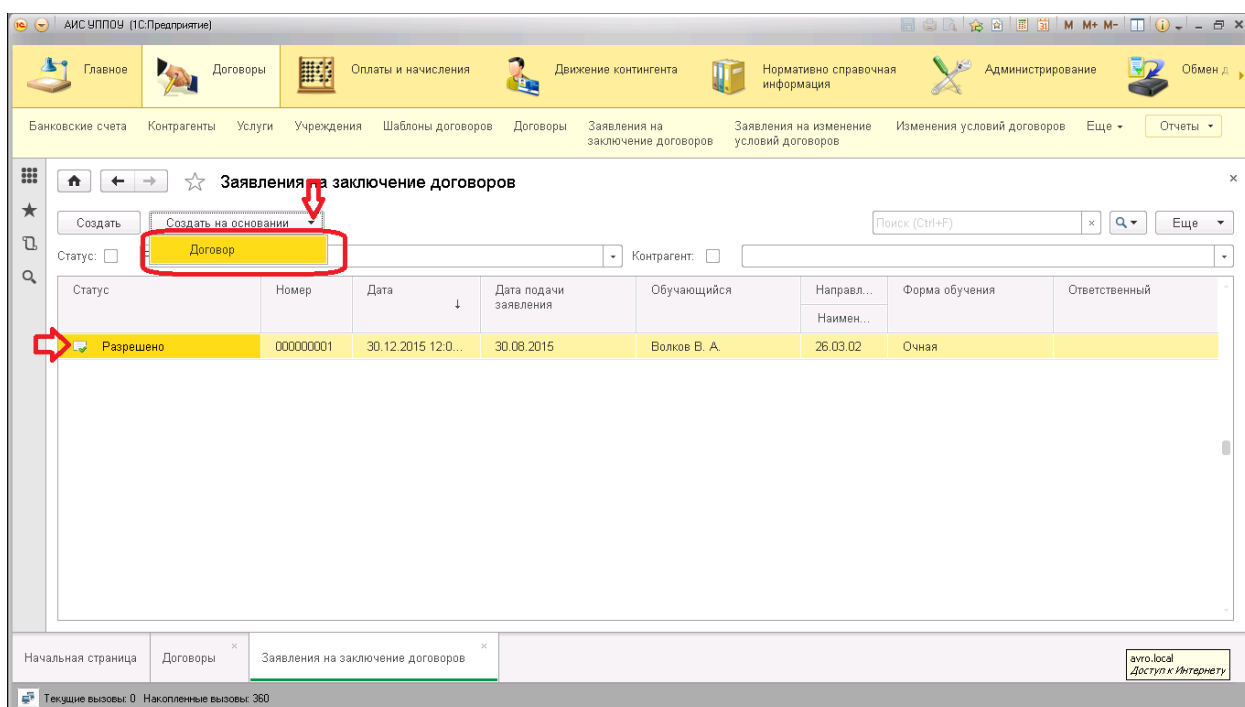 АИС УППОУ (1С:Предприятие)
M M+ M-
Главное
Договоры
Оплаты и начисления
Движение контингента
Нормативно справочная
информация
Администрирование
Обмен д
Банковские счета
Контрагенты
Услуги
Учреждения
Шаблоны договоров
Договоры
Заявления на
заключение договоров
Заявления на изменение
условий договоров
Изменения условий договоров
Еще
Отчеты
Заявления на заключение договоров
Создать
Создать на основании
Поиск (Ctrl+F)
Еще
Договор
Статус:
Контрагент:
Статус
Номер
Дата
Дата подачи
заявления
Обучающийся
Направл...
Наимен...
Форма обучения
Ответственный
Разрешено
000000001
30.12.2015 12:0...
30.08.2015
Волков В. А.
26.03.02
Очная
Начальная страница
Договоры
Заявления на заключение договоров
avro.local
Доступ к Интернету
Текущие вызовы: 0 Накопленные вызовы: 360